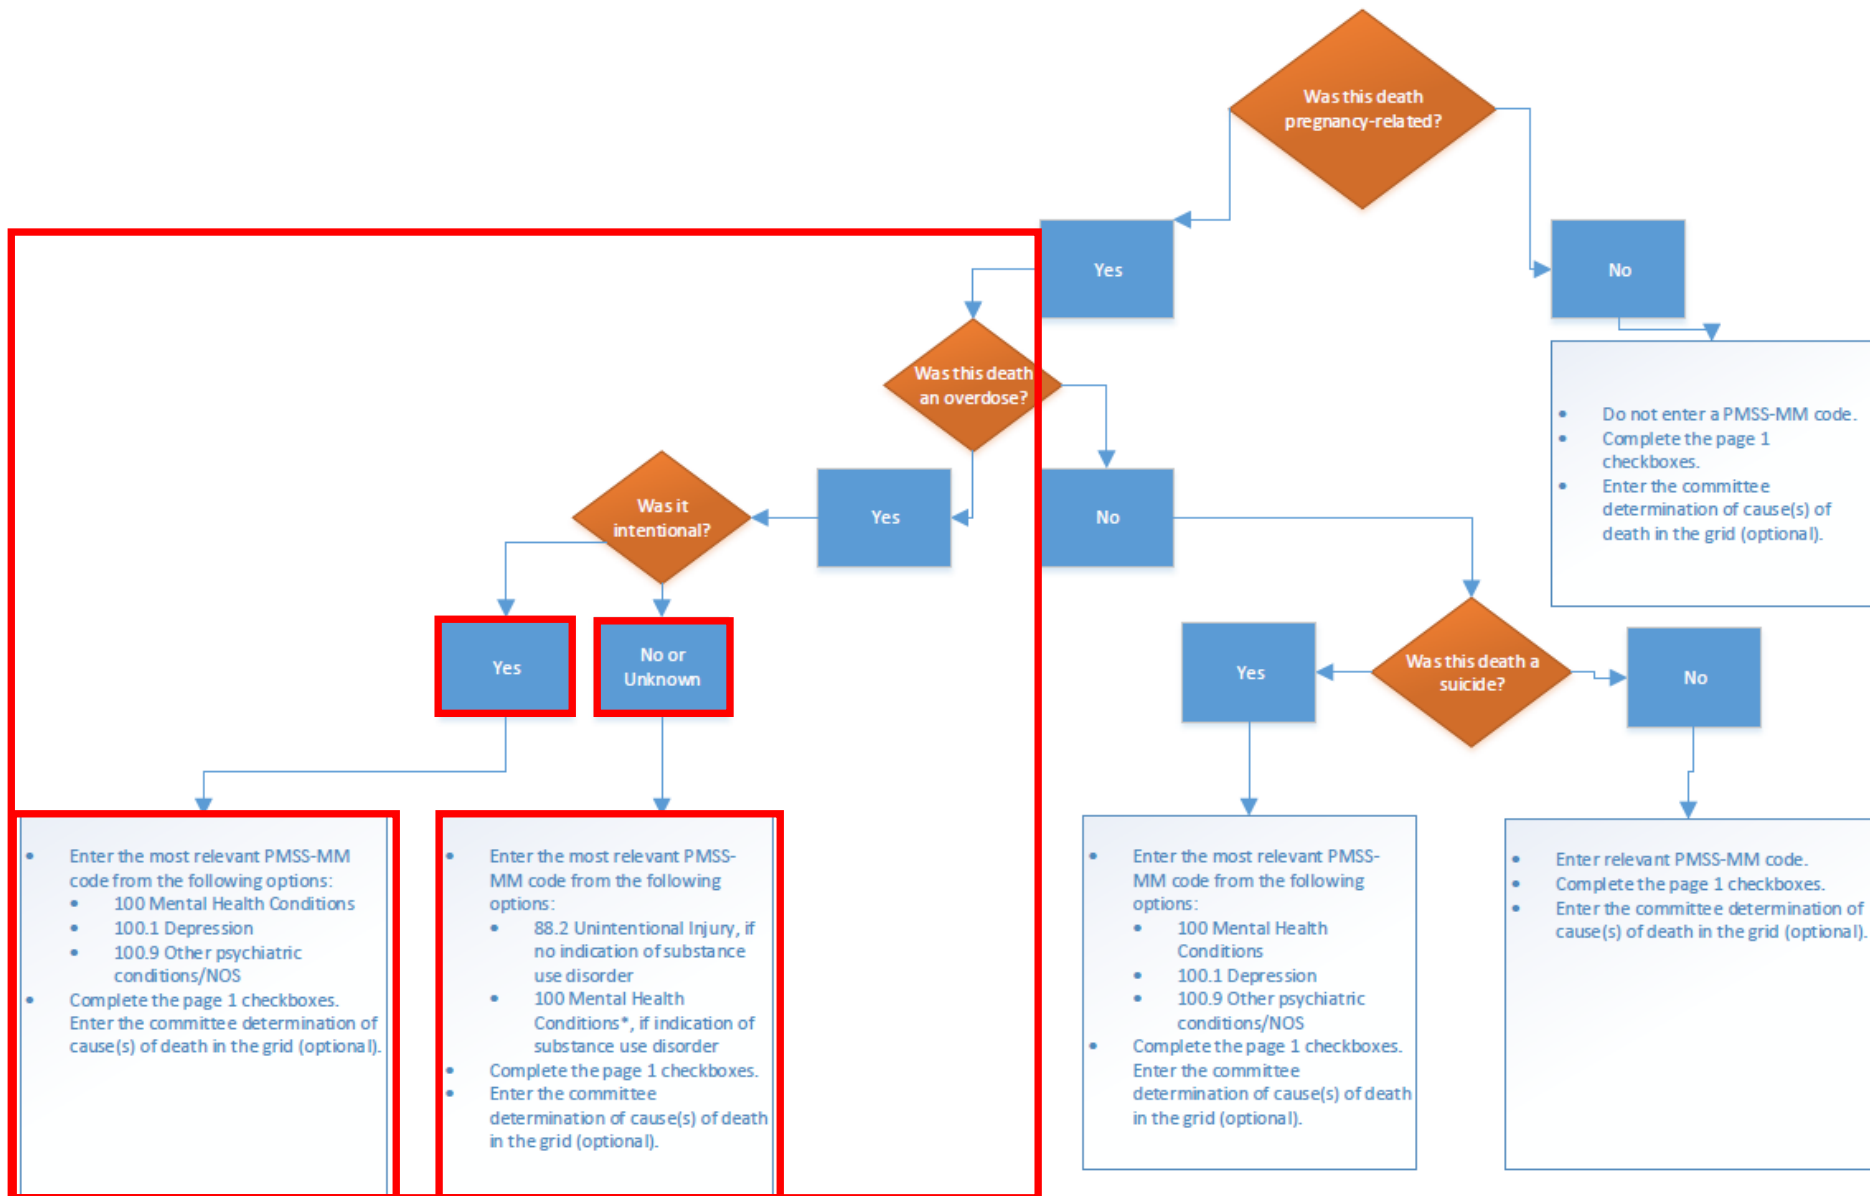 Was this death
pregnancy-related?
Yes
No
Was this death
an overdose?
• Do not enter a PMSS-MM code.
• Complete the page 1
checkboxes.
• Enter the committee
determination of cause(s) of
death in the grid (optional).
Was it
intentional?
Yes
No
Yes
No or
Unknown
Yes
Was this death a
suicide?
No
• Enter the most relevant PMSS-MM
code from the following options:
• 100 Mental Health Conditions
• 100.1 Depression
• 100.9 Other psychiatric
conditions/NOS
• Complete the page 1 checkboxes.
Enter the committee determination of
cause(s) of death in the grid (optional).
• Enter the most relevant PMSS-
MM code from the following
options:
• 88.2 Unintentional Injury, if
no indication of substance
use disorder
• 100 Mental Health
Conditions*, if indication of
substance use disorder
• Complete the page 1 checkboxes.
• Enter the committee
determination of cause(s) of death
in the grid (optional).
• Enter the most relevant PMSS-
MM code from the following
options:
• 100 Mental Health
Conditions
• 100.1 Depression
• 100.9 Other psychiatric
conditions/NOS
• Complete the page 1 checkboxes.
Enter the committee
determination of cause(s) of death
in the grid (optional).
• Enter relevant PMSS-MM code.
• Complete the page 1 checkboxes.
• Enter the committee determination of
cause(s) of death in the grid (optional).